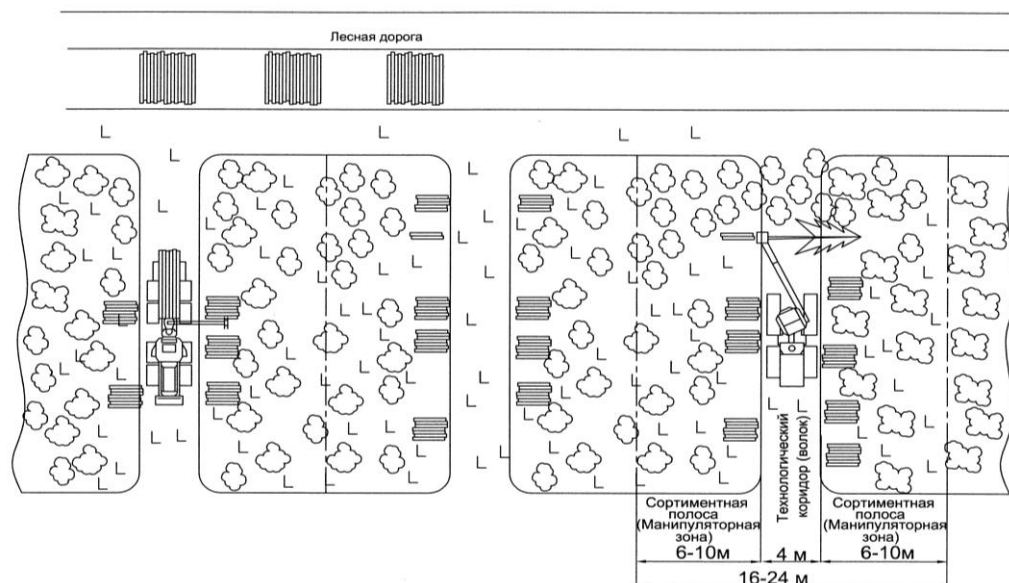 Лесная дорога
Сортиментная
полоса
(Манипуляторная
зона)
6-10м
Технологический
коридор (волок)
4 м
Сортиментная
полоса
(Манипуляторная
зона)
6-10м
16-24 м